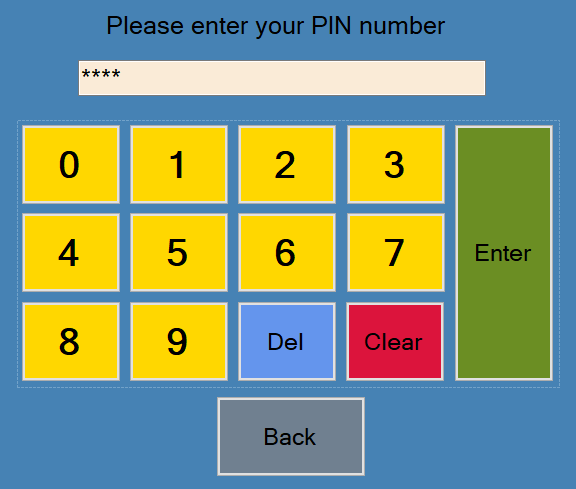 Please enter your PIN number
****
0 1 2 3
Enter
4 5 6 7
8 9 Del Clear
Back